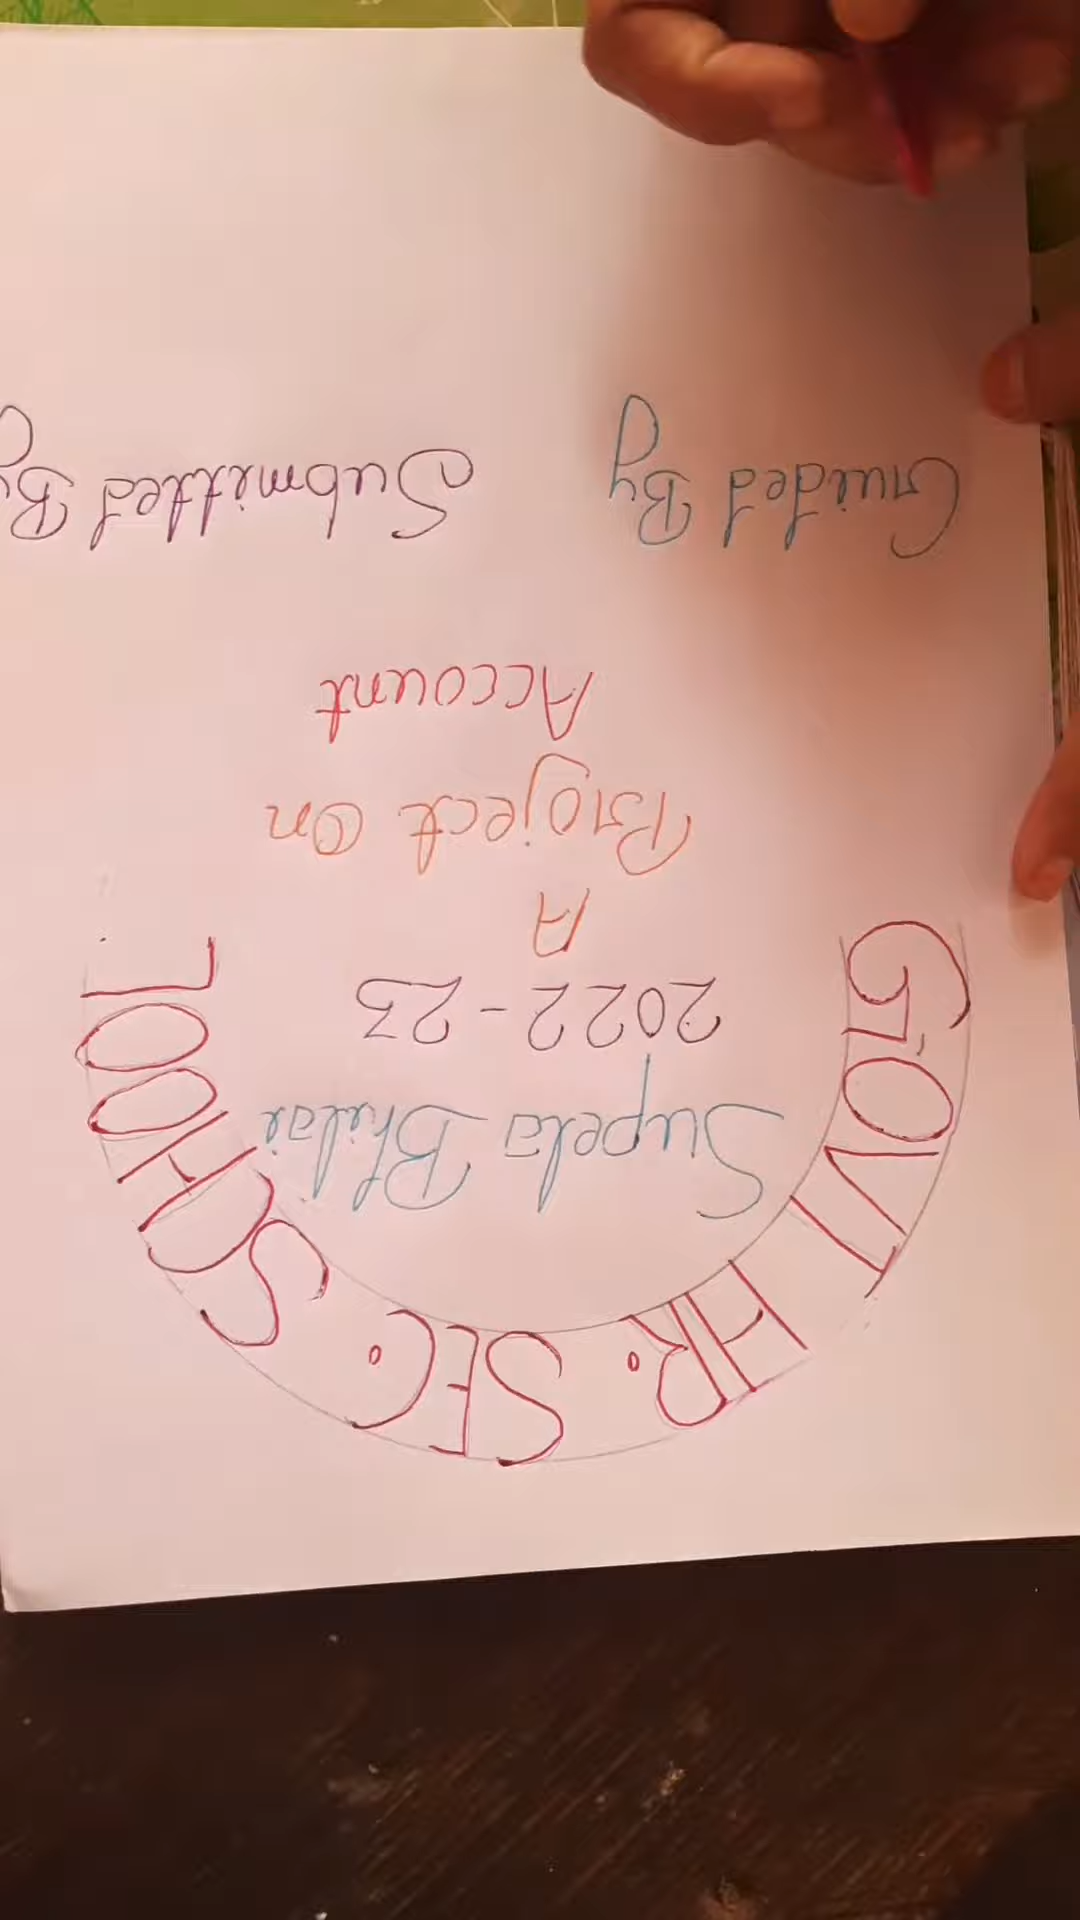 GOVT HR. SEC. SCHOOL
Supela Bhilai
2022-23
A
Project On
Account
Guided By Submitted By